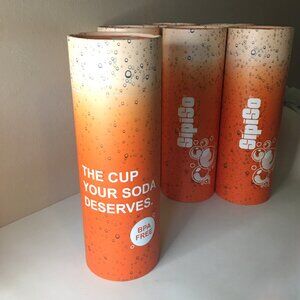 THE CUP
YOUR SODA
DESERVES.
BPA
FREE
SipiSo
SipiSo